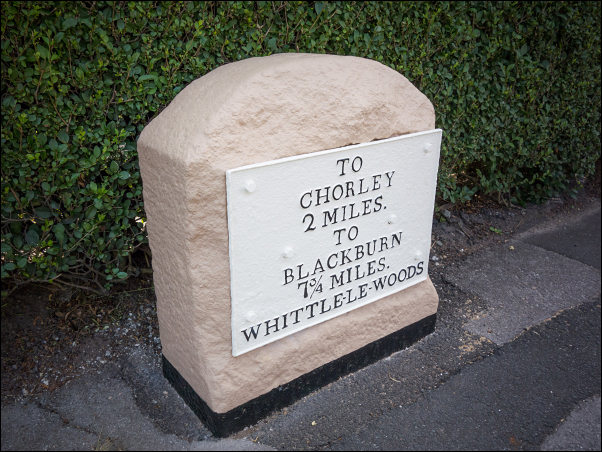 TO
CHORLEY
2 MILES.
TO
BLACKBURN
7¾ MILES.
WHITTLE-LE-WOODS